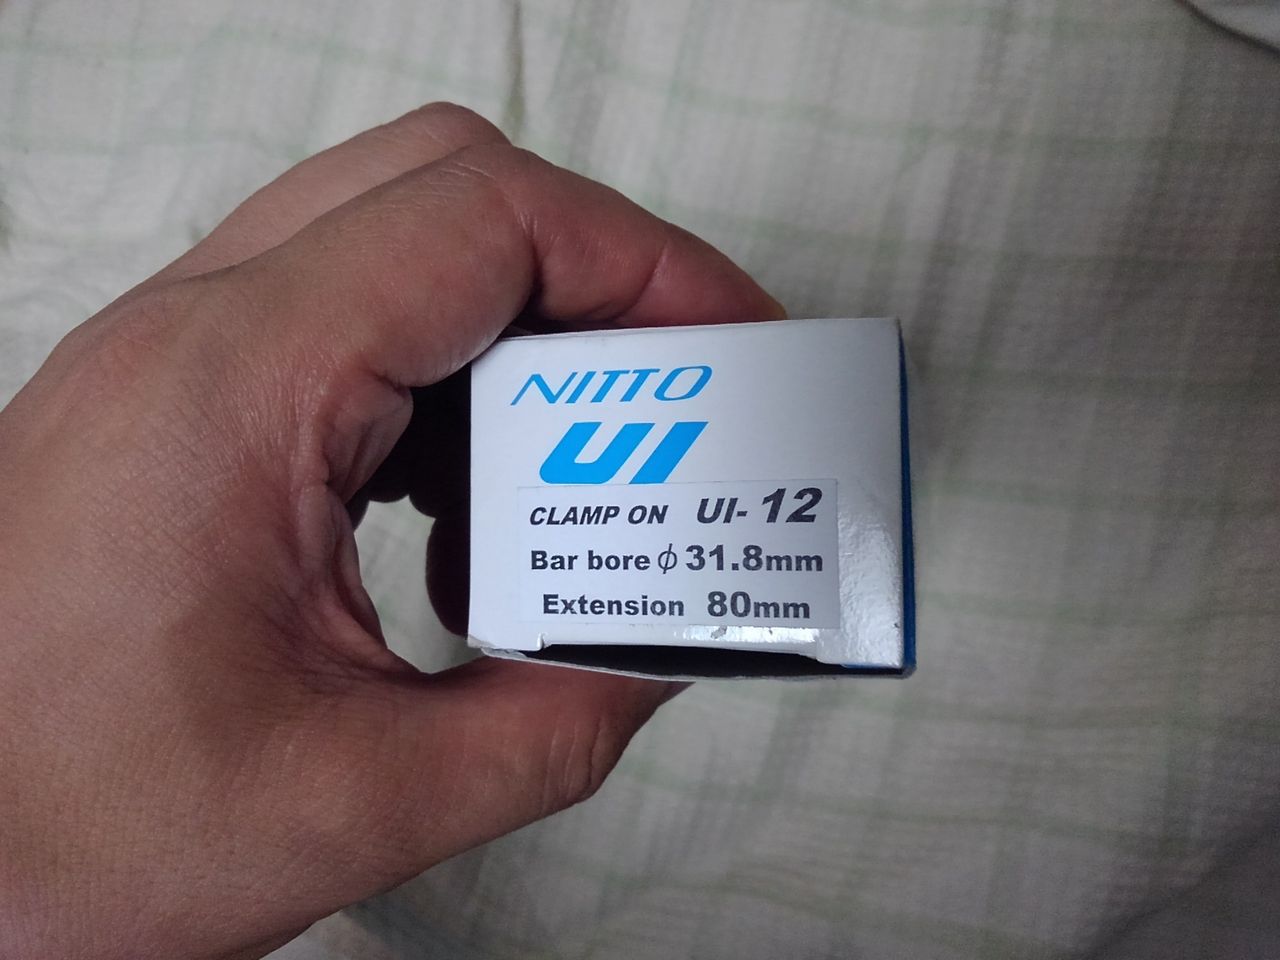 NITTO
UI
CLAMP ON UI- 12
Bar bore ϕ 31.8mm
Extension 80mm